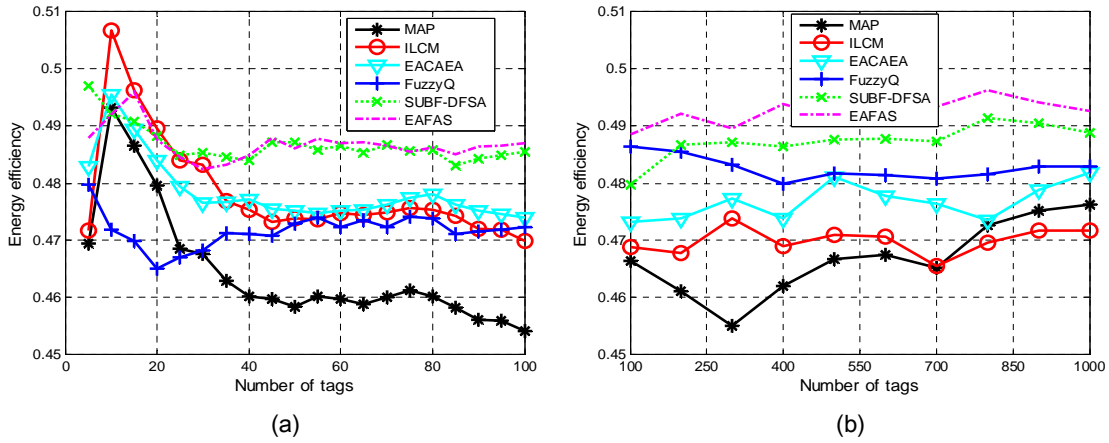 0.51
0.5
0.49
0.48
0.47
0.46
0.45
0
20
40
60
80
100
Energy efficiency
Number of tags
MAP
ILCM
EACAEA
FuzzyQ
SUBF-DFSA
EAFAS
(a)
0.51
0.5
0.49
0.48
0.47
0.46
0.45
100
250
400
550
700
850
1000
Energy efficiency
Number of tags
MAP
ILCM
EACAEA
FuzzyQ
SUBF-DFSA
EAFAS
(b)